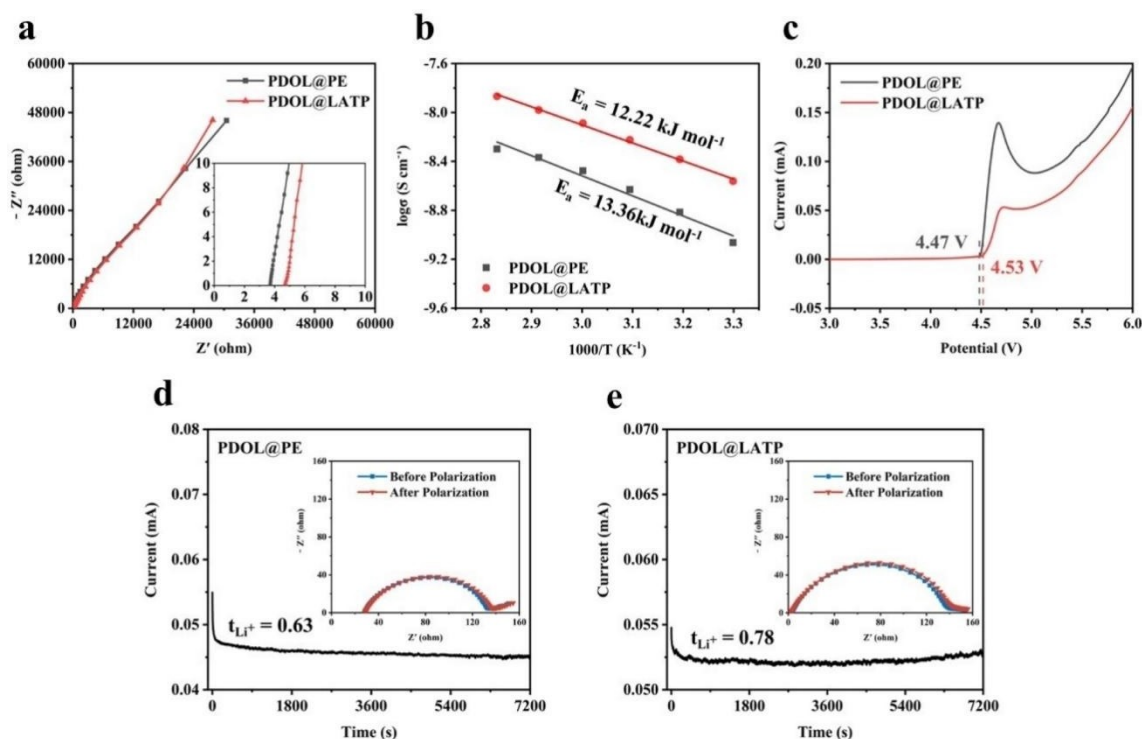 a
60000
48000
36000
24000
12000
0
- Z″ (ohm)
PDOL@PE
PDOL@LATP
10
8
6
4
2
0
0 2 4 6 8 10
0 12000 24000 36000 48000 60000
Z′ (ohm)
b
-7.6
-8.0
-8.4
-8.8
-9.2
-9.6
logσ (S cm⁻¹)
Eₐ = 12.22 kJ mol⁻¹
Eₐ = 13.36kJ mol⁻¹
PDOL@PE
PDOL@LATP
2.8 2.9 3.0 3.1 3.2 3.3
1000/T (K⁻¹)
c
0.20
0.15
0.10
0.05
0.00
-0.05
Current (mA)
PDOL@PE
PDOL@LATP
4.47 V
4.53 V
3.0 3.5 4.0 4.5 5.0 5.5 6.0
Potential (V)
d
0.08
0.07
0.06
0.05
0.04
Current (mA)
PDOL@PE
160
120
80
40
0
- Z″ (ohm)
Before Polarization
After Polarization
0 40 80 120 160
Z′ (ohm)
t_Li⁺ = 0.63
0 1800 3600 5400 7200
Time (s)
e
0.070
0.065
0.060
0.055
0.050
Current (mA)
PDOL@LATP
160
120
80
40
0
- Z″ (ohm)
Before Polarization
After Polarization
0 40 80 120 160
Z′ (ohm)
t_Li⁺ = 0.78
0 1800 3600 5400 7200
Time (s)